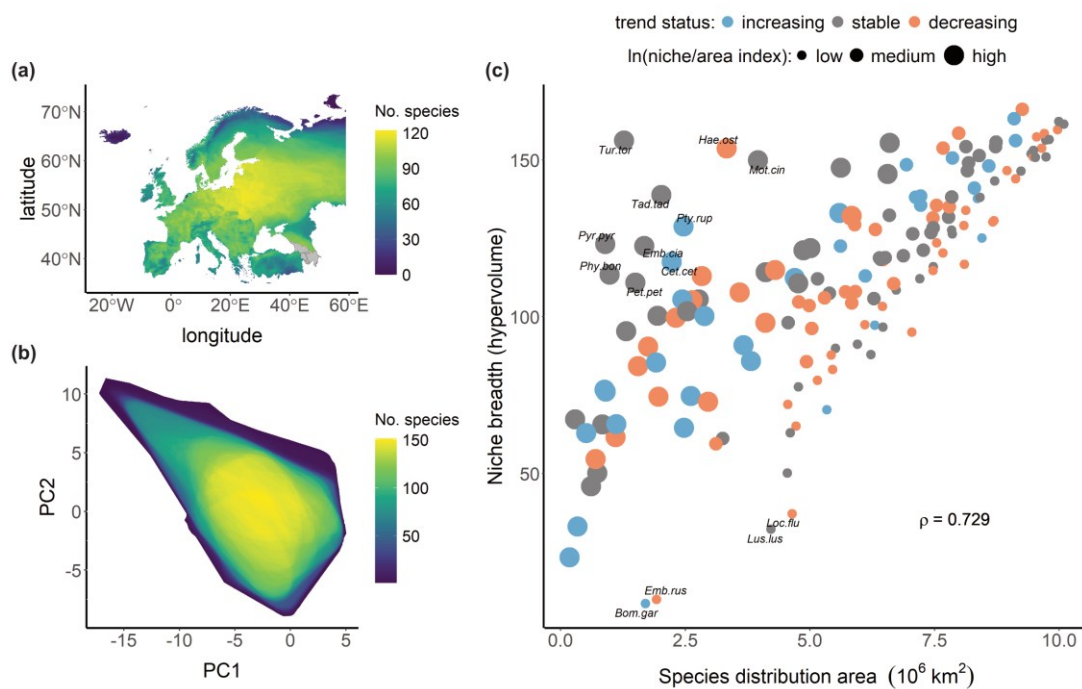 trend status: increasing stable decreasing
ln(niche/area index): low medium high
(a)
No. species
120
90
60
30
0
70°N
60°N
50°N
40°N
latitude
20°W 0° 20°E 40°E 60°E
longitude
(b)
No. species
150
100
50
10
5
0
-5
PC2
-15 -10 -5 0 5
PC1
(c)
150
100
50
Niche breadth (hypervolume)
Tur.tor
Hae.ost
Mot.cin
Tad.tad
Pty.rup
Pyr.pyr
Emb.cia
Phy.bon
Cet.cet
Pet.pet
Loc.flu
Lus.lus
Emb.rus
Bom.gar
ρ = 0.729
0.0 2.5 5.0 7.5 10.0
Species distribution area (10⁶ km²)